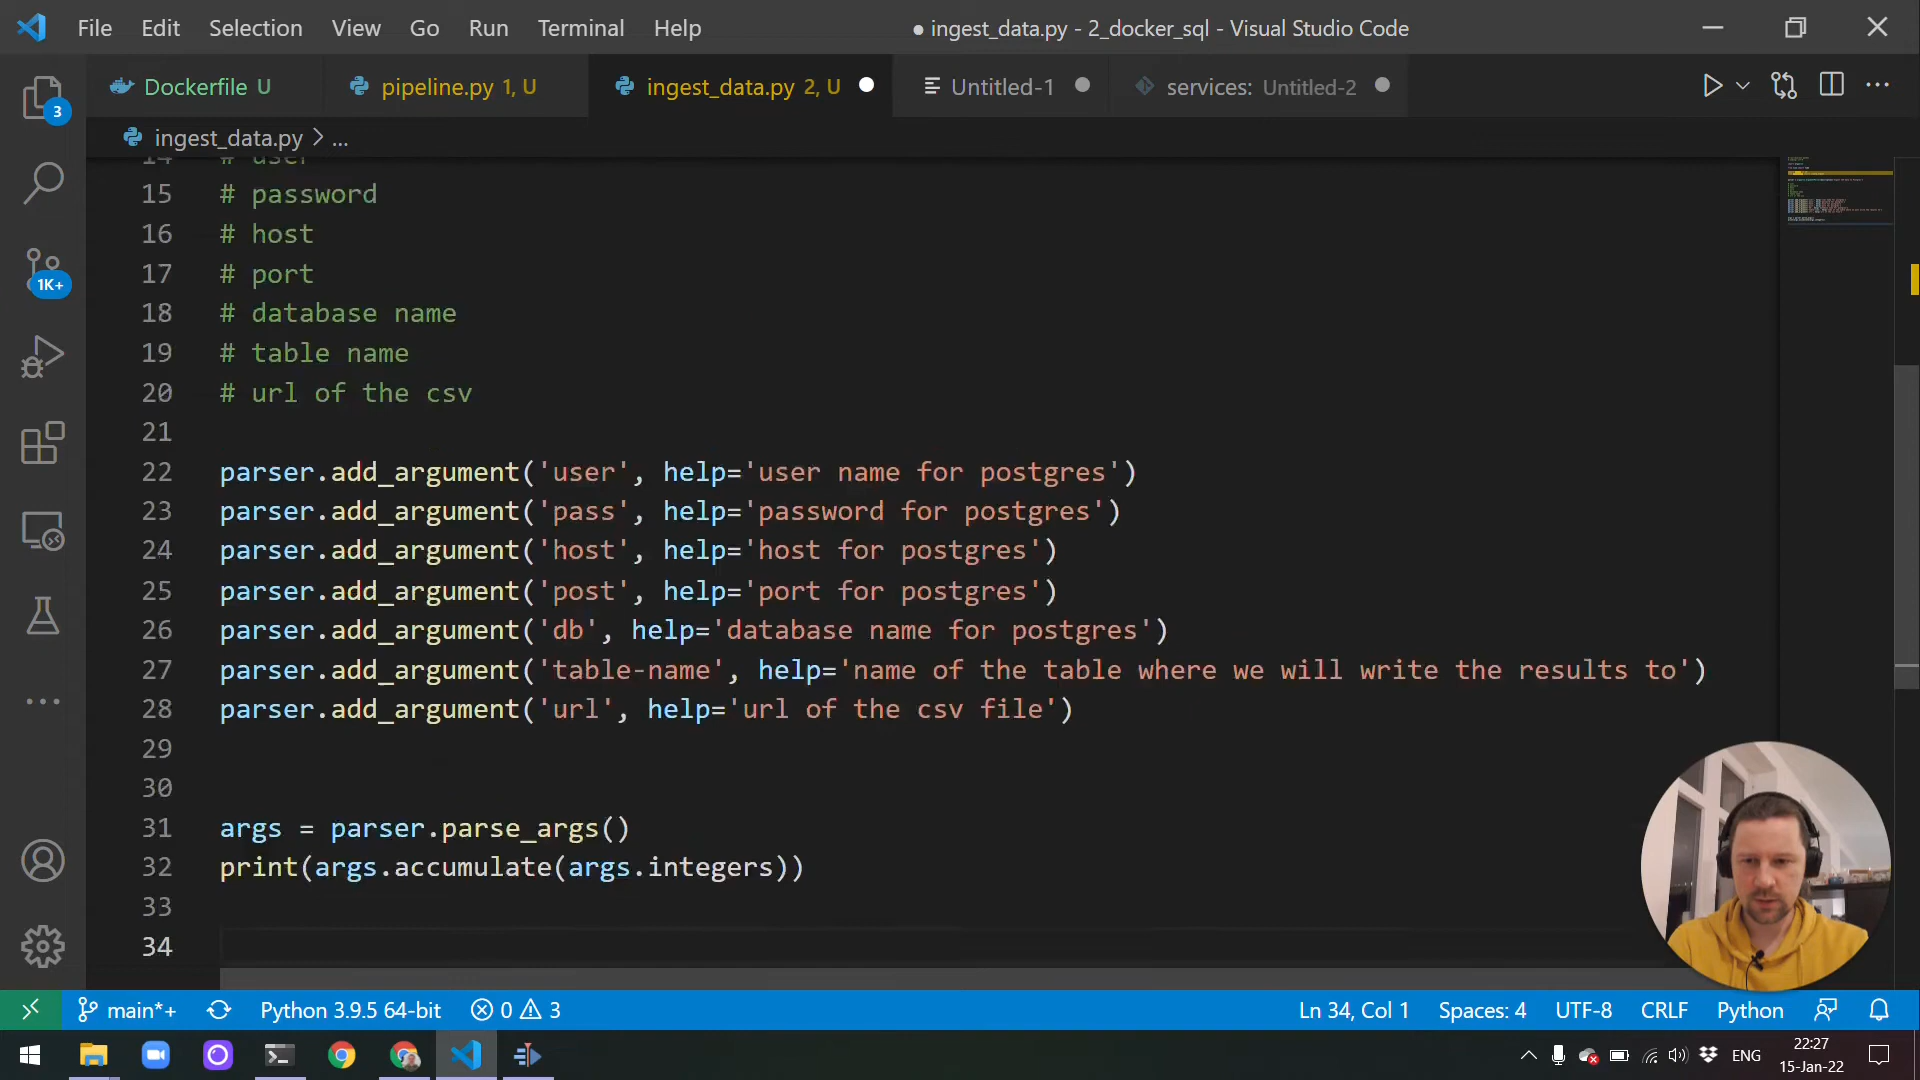 File Edit Selection View Go Run Terminal Help
● ingest_data.py - 2_docker_sql - Visual Studio Code
Dockerfile U pipeline.py 1, U ingest_data.py 2, U Untitled-1 services: Untitled-2
ingest_data.py > ...
3
1K+
14 # user
15 # password
16 # host
17 # port
18 # database name
19 # table name
20 # url of the csv
21
22 parser.add_argument('user', help='user name for postgres')
23 parser.add_argument('pass', help='password for postgres')
24 parser.add_argument('host', help='host for postgres')
25 parser.add_argument('post', help='port for postgres')
26 parser.add_argument('db', help='database name for postgres')
27 parser.add_argument('table-name', help='name of the table where we will write the results to')
28 parser.add_argument('url', help='url of the csv file')
29
30
31 args = parser.parse_args()
32 print(args.accumulate(args.integers))
33
34
main*+ Python 3.9.5 64-bit 0 3 Ln 34, Col 1 Spaces: 4 UTF-8 CRLF Python
ENG
22:27
15-Jan-22